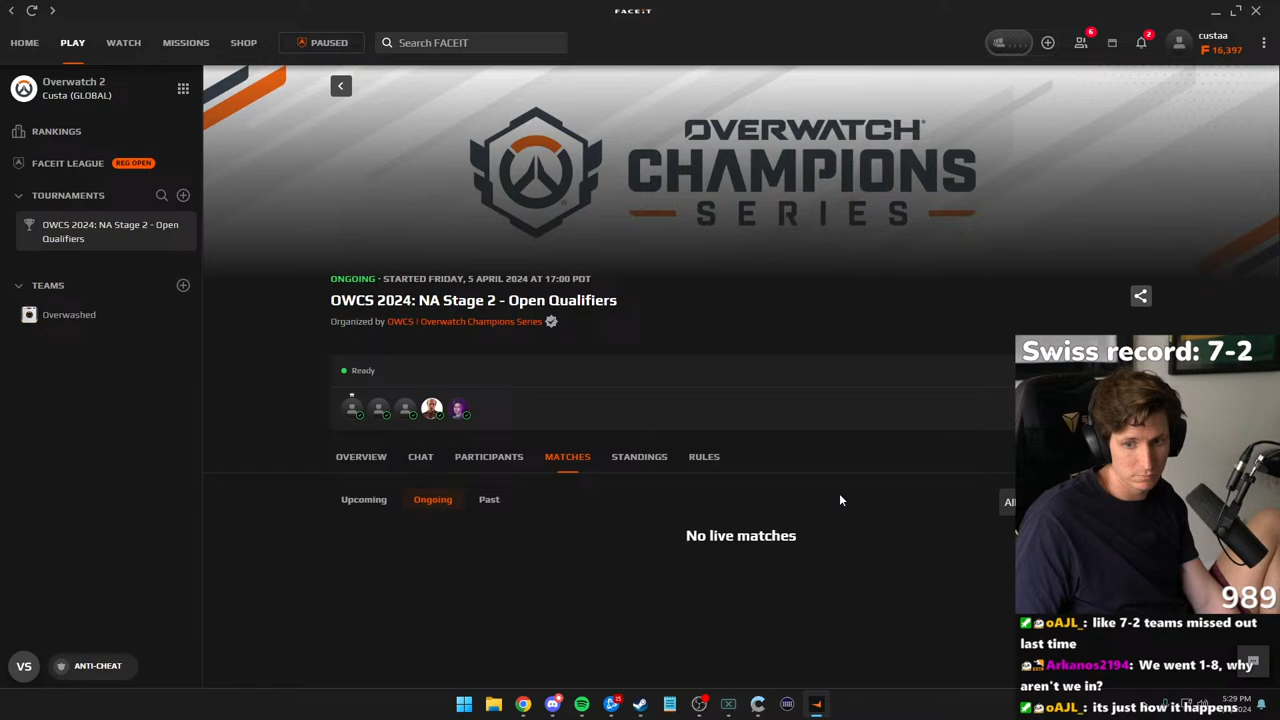 FACEIT
HOME
PLAY
WATCH
MISSIONS
SHOP
PAUSED
Search FACEIT
6
2
custaa
16,397
Overwatch 2
Custa (GLOBAL)
RANKINGS
FACEIT LEAGUE REG OPEN
TOURNAMENTS
OWCS 2024: NA Stage 2 - Open
Qualifiers
TEAMS
Overwashed
VS
ANTI-CHEAT
OVERWATCH
CHAMPIONS
SERIES
ONGOING - STARTED FRIDAY, 5 APRIL 2024 AT 17:00 PDT
OWCS 2024: NA Stage 2 - Open Qualifiers
Organized by OWCS | Overwatch Champions Series
Ready
OVERVIEW
CHAT
PARTICIPANTS
MATCHES
STANDINGS
RULES
Upcoming
Ongoing
Past
All
No live matches
Swiss record: 7-2
989
oAJL_: like 7-2 teams missed out
last time
Arkanos2194: We went 1-8, why
aren't we in?
oAJL_: its just how it happens
15
5:29 PM